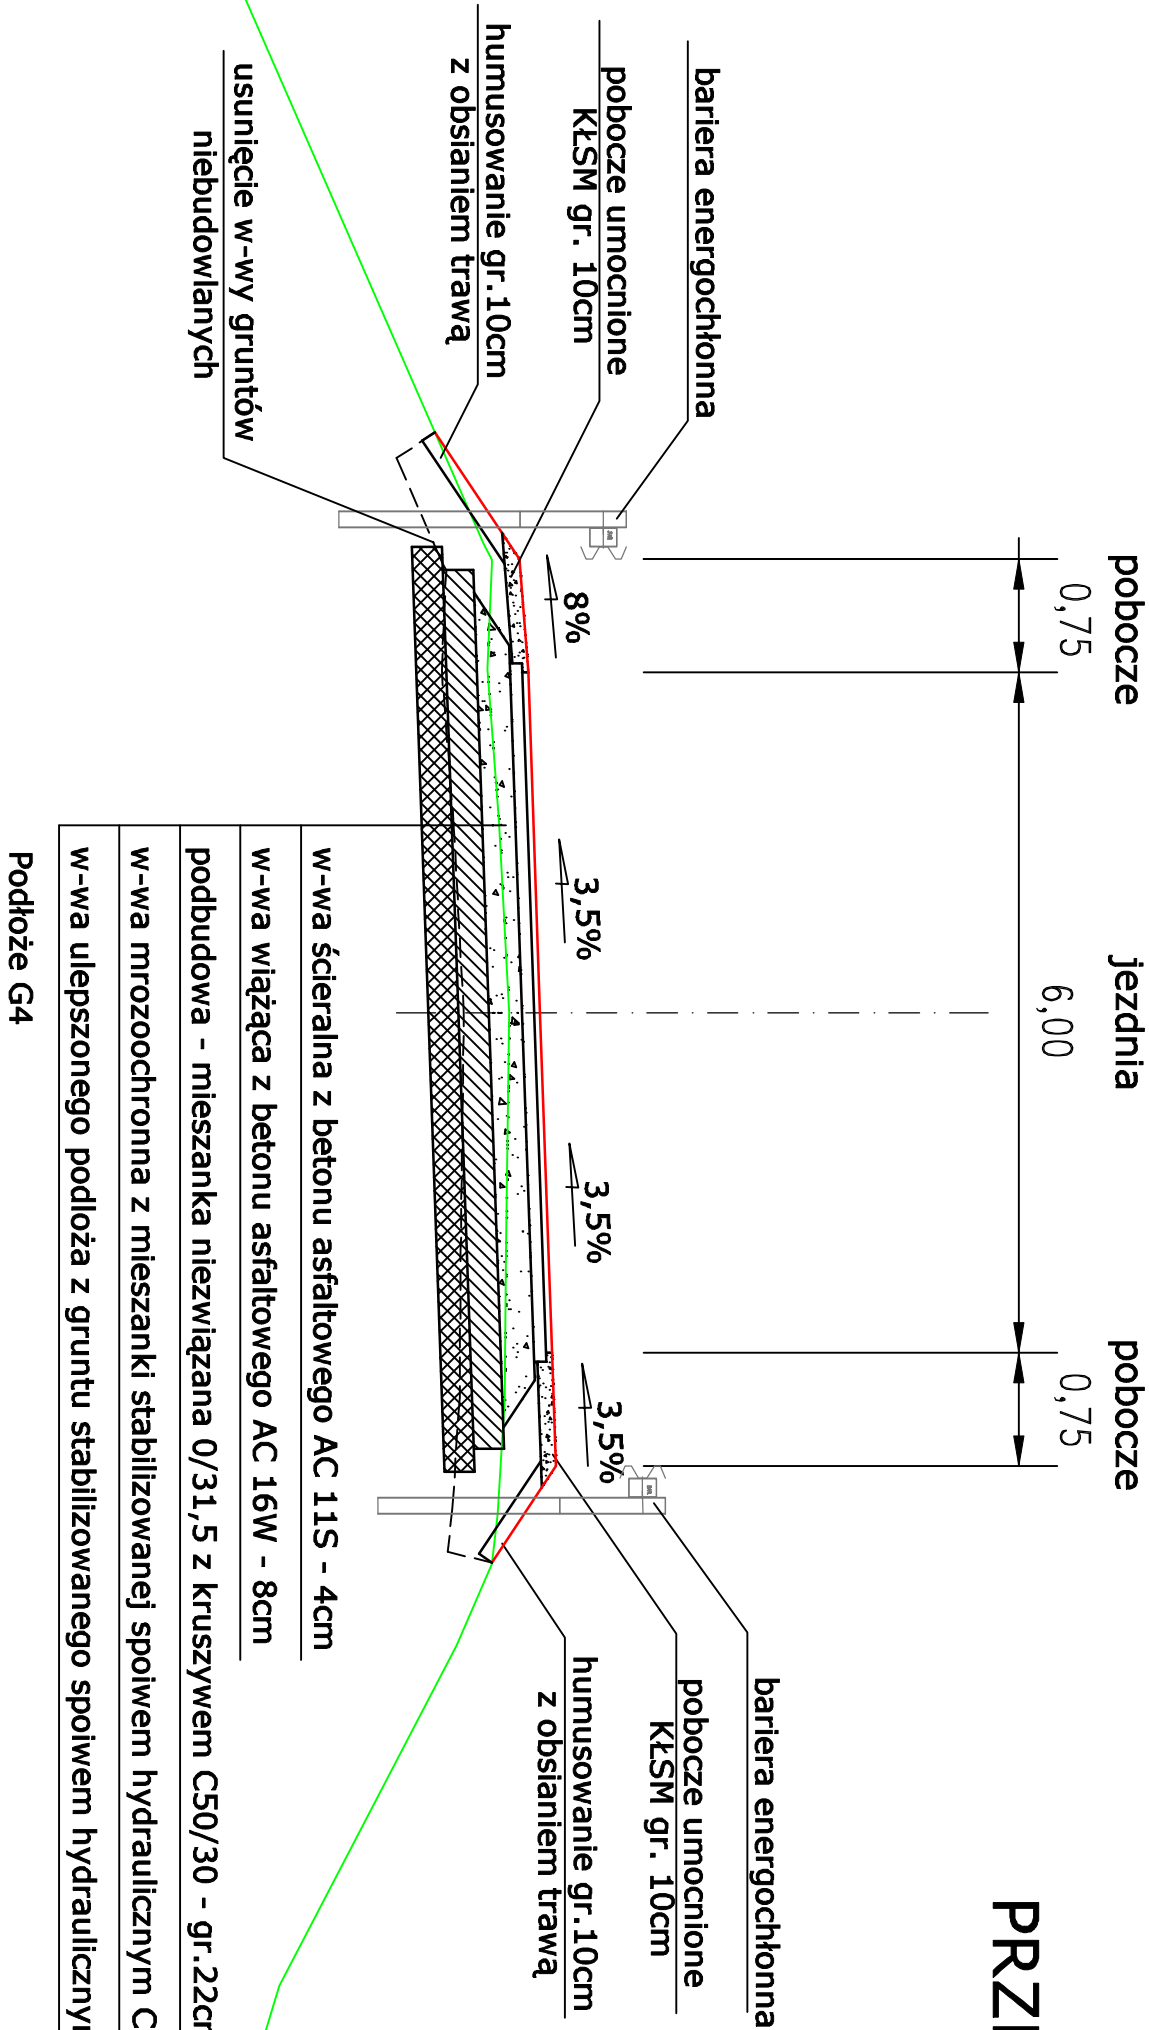 PRZ
pobocze
jezdnia
pobocze
0,75
6,00
0,75
bariera energochłonna
pobocze umocnione
KŁSM gr. 10cm
humusowanie gr.10cm
z obsianiem trawą
usunięcie w-wy gruntów
niebudowlanych
8%
3,5%
3,5%
3,5%
bariera energochłonna
pobocze umocnione
KŁSM gr. 10cm
humusowanie gr.10cm
z obsianiem trawą
w-wa ścieralna z betonu asfaltowego AC 11S - 4cm
w-wa wiążąca z betonu asfaltowego AC 16W - 8cm
podbudowa - mieszanka niezwiązana 0/31,5 z kruszywem C50/30 - gr.22cm
w-wa mrozoochronna z mieszanki stabilizowanej spoiwem hydraulicznym C
w-wa ulepszonego podloża z gruntu stabilizowanego spoiwem hydraulicznym
Podłoże G4